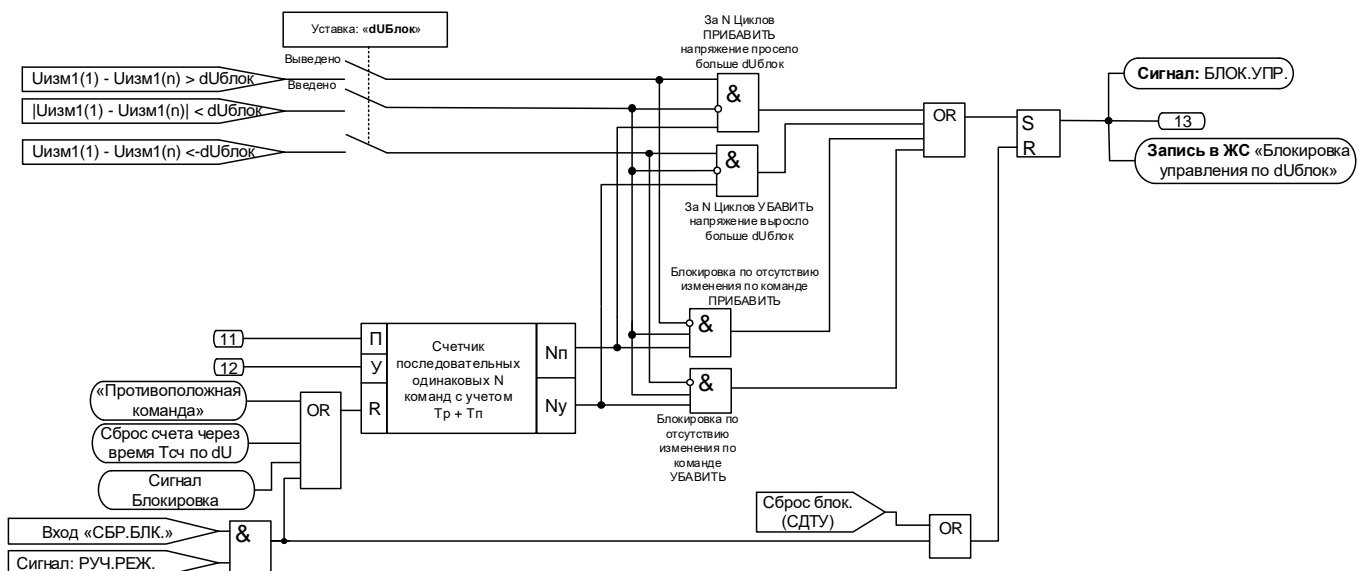 Уставка: «dUБлок»
Выведено
Введено
Uизм1(1) - Uизм1(n) > dUблок
|Uизм1(1) - Uизм1(n)| < dUблок
Uизм1(1) - Uизм1(n) <-dUблок
За N Циклов
ПРИБАВИТЬ
напряжение просело
больше dUблок
&
&
За N Циклов УБАВИТЬ
напряжение выросло
больше dUблок
OR
S
R
Сигнал: БЛОК.УПР.
13
Запись в ЖС «Блокировка
управления по dUблок»
Блокировка по отсутствию
изменения по команде
ПРИБАВИТЬ
&
&
Блокировка по
отсутствию
изменения по
команде
УБАВИТЬ
11
12
П
У
R
Счетчик
последовательных
одинаковых N
команд с учетом
Тр + Тп
Nп
Nу
«Противоположная
команда»
Сброс счета через
время Тсч по dU
Сигнал
Блокировка
OR
Вход «СБР.БЛК.»
Сигнал: РУЧ.РЕЖ.
&
Сброс блок.
(СДТУ)
OR